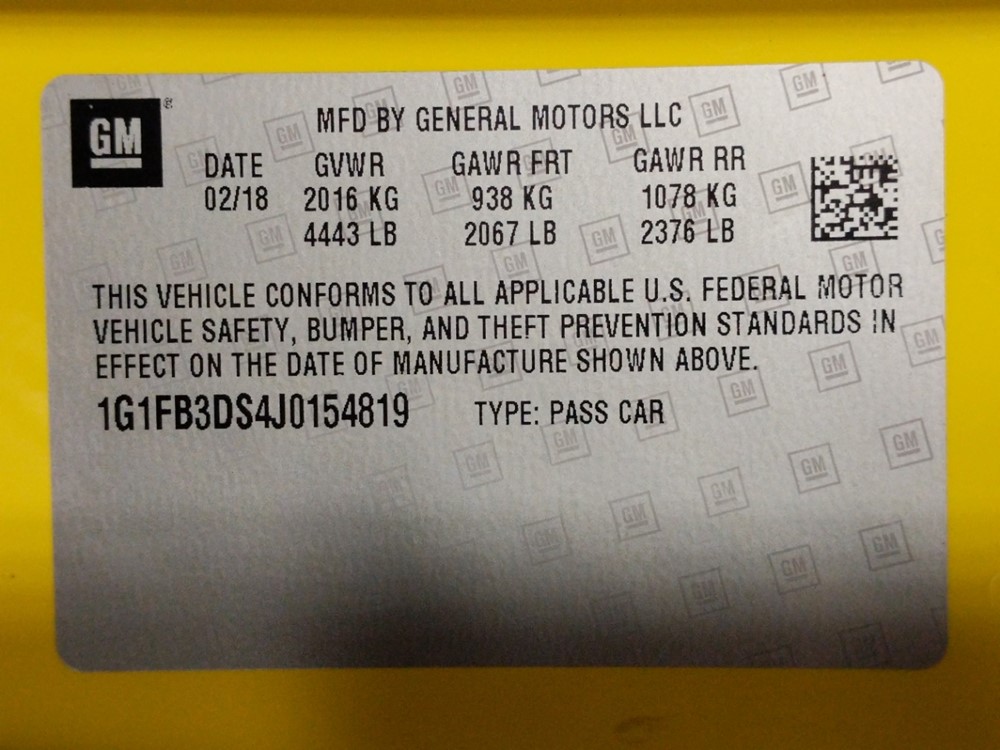 GM ®
MFD BY GENERAL MOTORS LLC
DATE GVWR GAWR FRT GAWR RR
02/18 2016 KG 938 KG 1078 KG
4443 LB 2067 LB 2376 LB
THIS VEHICLE CONFORMS TO ALL APPLICABLE U.S. FEDERAL MOTOR
VEHICLE SAFETY, BUMPER, AND THEFT PREVENTION STANDARDS IN
EFFECT ON THE DATE OF MANUFACTURE SHOWN ABOVE.
1G1FB3DS4J0154819 TYPE: PASS CAR